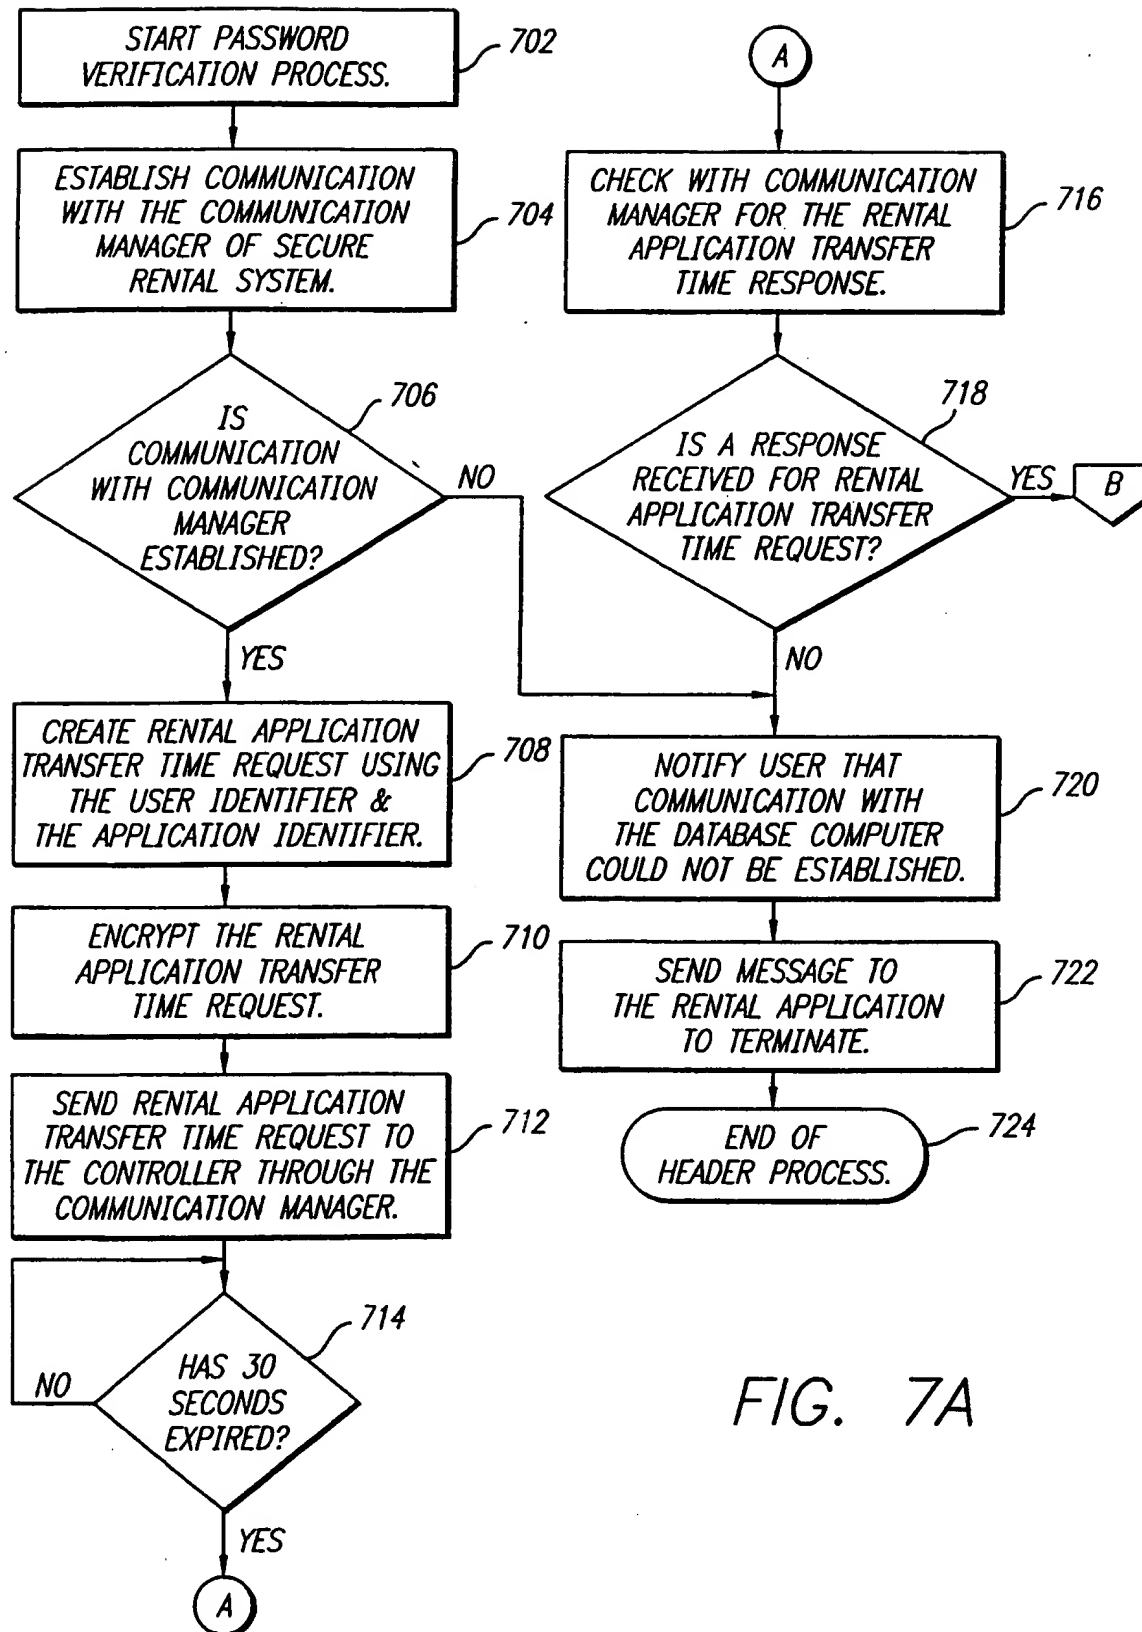 START PASSWORD
VERIFICATION PROCESS.
702
ESTABLISH COMMUNICATION
WITH THE COMMUNICATION
MANAGER OF SECURE
RENTAL SYSTEM.
704
IS
COMMUNICATION
WITH COMMUNICATION
MANAGER
ESTABLISHED?
706
NO
YES
CREATE RENTAL APPLICATION
TRANSFER TIME REQUEST USING
THE USER IDENTIFIER &
THE APPLICATION IDENTIFIER.
708
ENCRYPT THE RENTAL
APPLICATION TRANSFER
TIME REQUEST.
710
SEND RENTAL APPLICATION
TRANSFER TIME REQUEST TO
THE CONTROLLER THROUGH THE
COMMUNICATION MANAGER.
712
HAS 30
SECONDS
EXPIRED?
714
NO
YES
A
A
CHECK WITH COMMUNICATION
MANAGER FOR THE RENTAL
APPLICATION TRANSFER
TIME RESPONSE.
716
IS A RESPONSE
RECEIVED FOR RENTAL
APPLICATION TRANSFER
TIME REQUEST?
718
YES
B
NO
NOTIFY USER THAT
COMMUNICATION WITH
THE DATABASE COMPUTER
COULD NOT BE ESTABLISHED.
720
SEND MESSAGE TO
THE RENTAL APPLICATION
TO TERMINATE.
722
END OF
HEADER PROCESS.
724
FIG. 7A